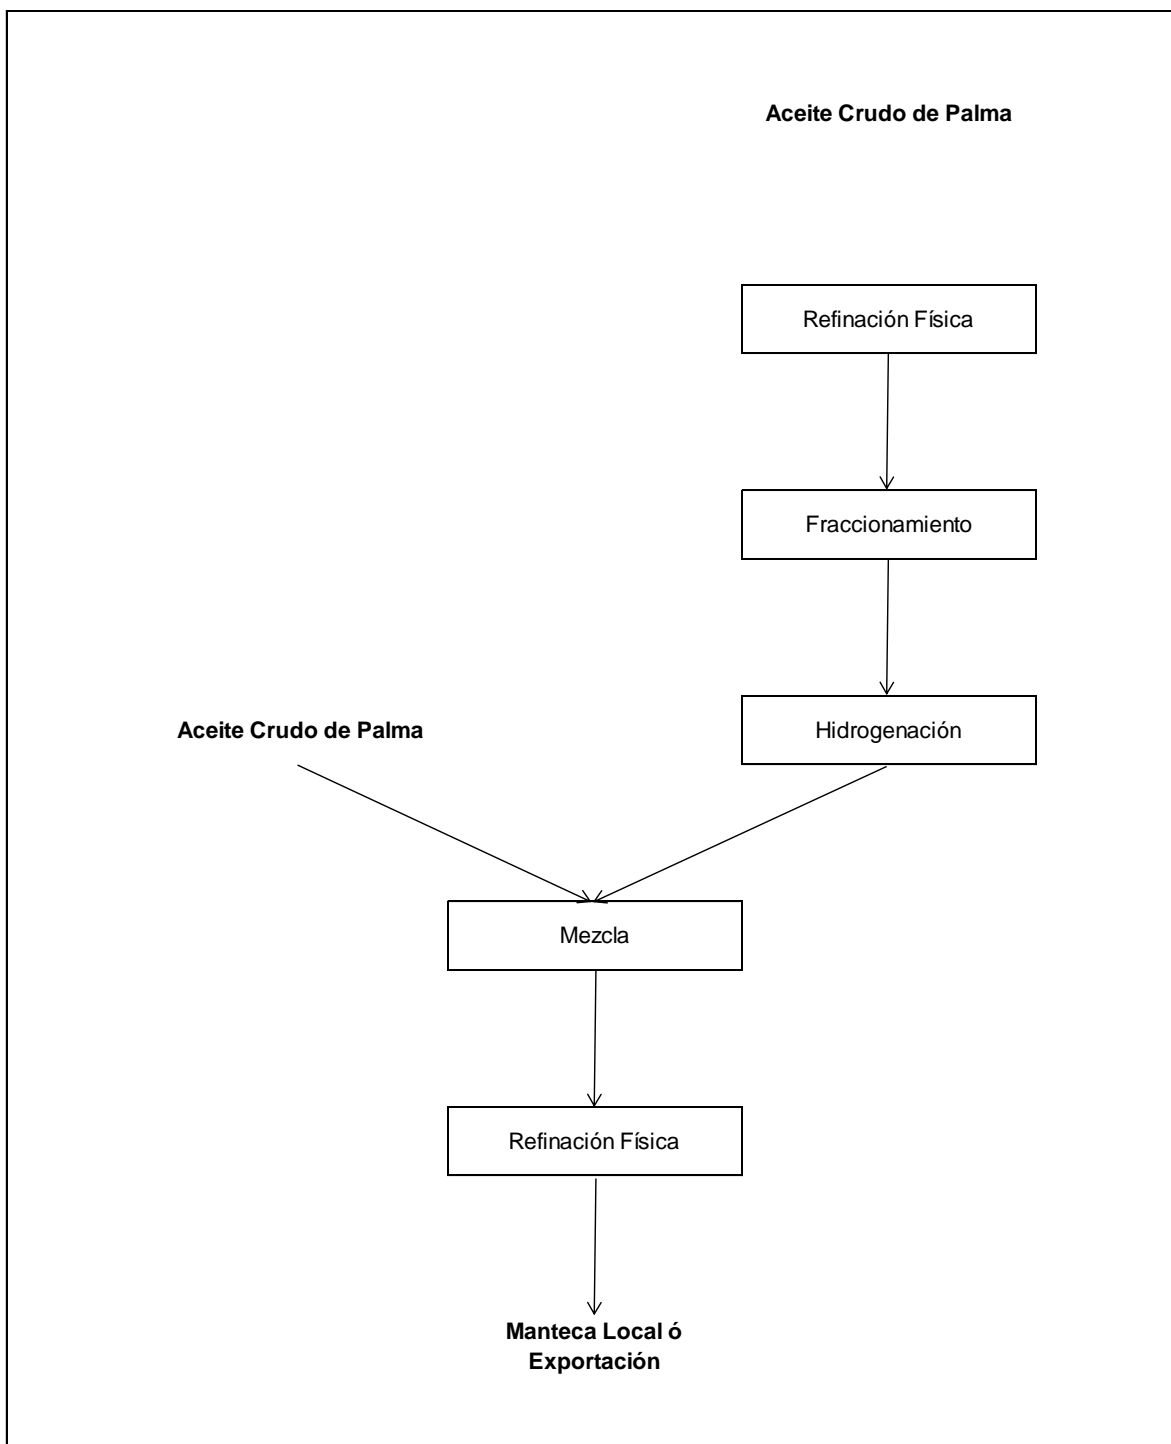 Aceite Crudo de Palma
Refinación Física
Fraccionamiento
Hidrogenación
Aceite Crudo de Palma
Mezcla
Refinación Física
Manteca Local ó
Exportación